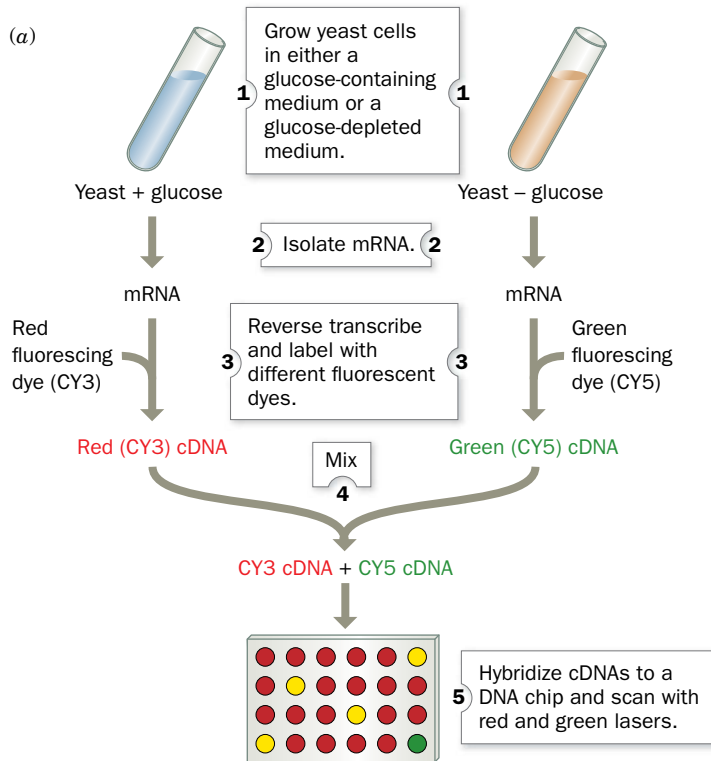 (a)
Grow yeast cells
in either a
glucose-containing
medium or a
glucose-depleted
medium.
1
1
Yeast + glucose
Yeast – glucose
2 Isolate mRNA. 2
mRNA
mRNA
Red
fluorescing
dye (CY3)
3
Reverse transcribe
and label with
different fluorescent
dyes.
3
Green
fluorescing
dye (CY5)
Red (CY3) cDNA
Green (CY5) cDNA
Mix
4
CY3 cDNA + CY5 cDNA
5
Hybridize cDNAs to a
DNA chip and scan with
red and green lasers.